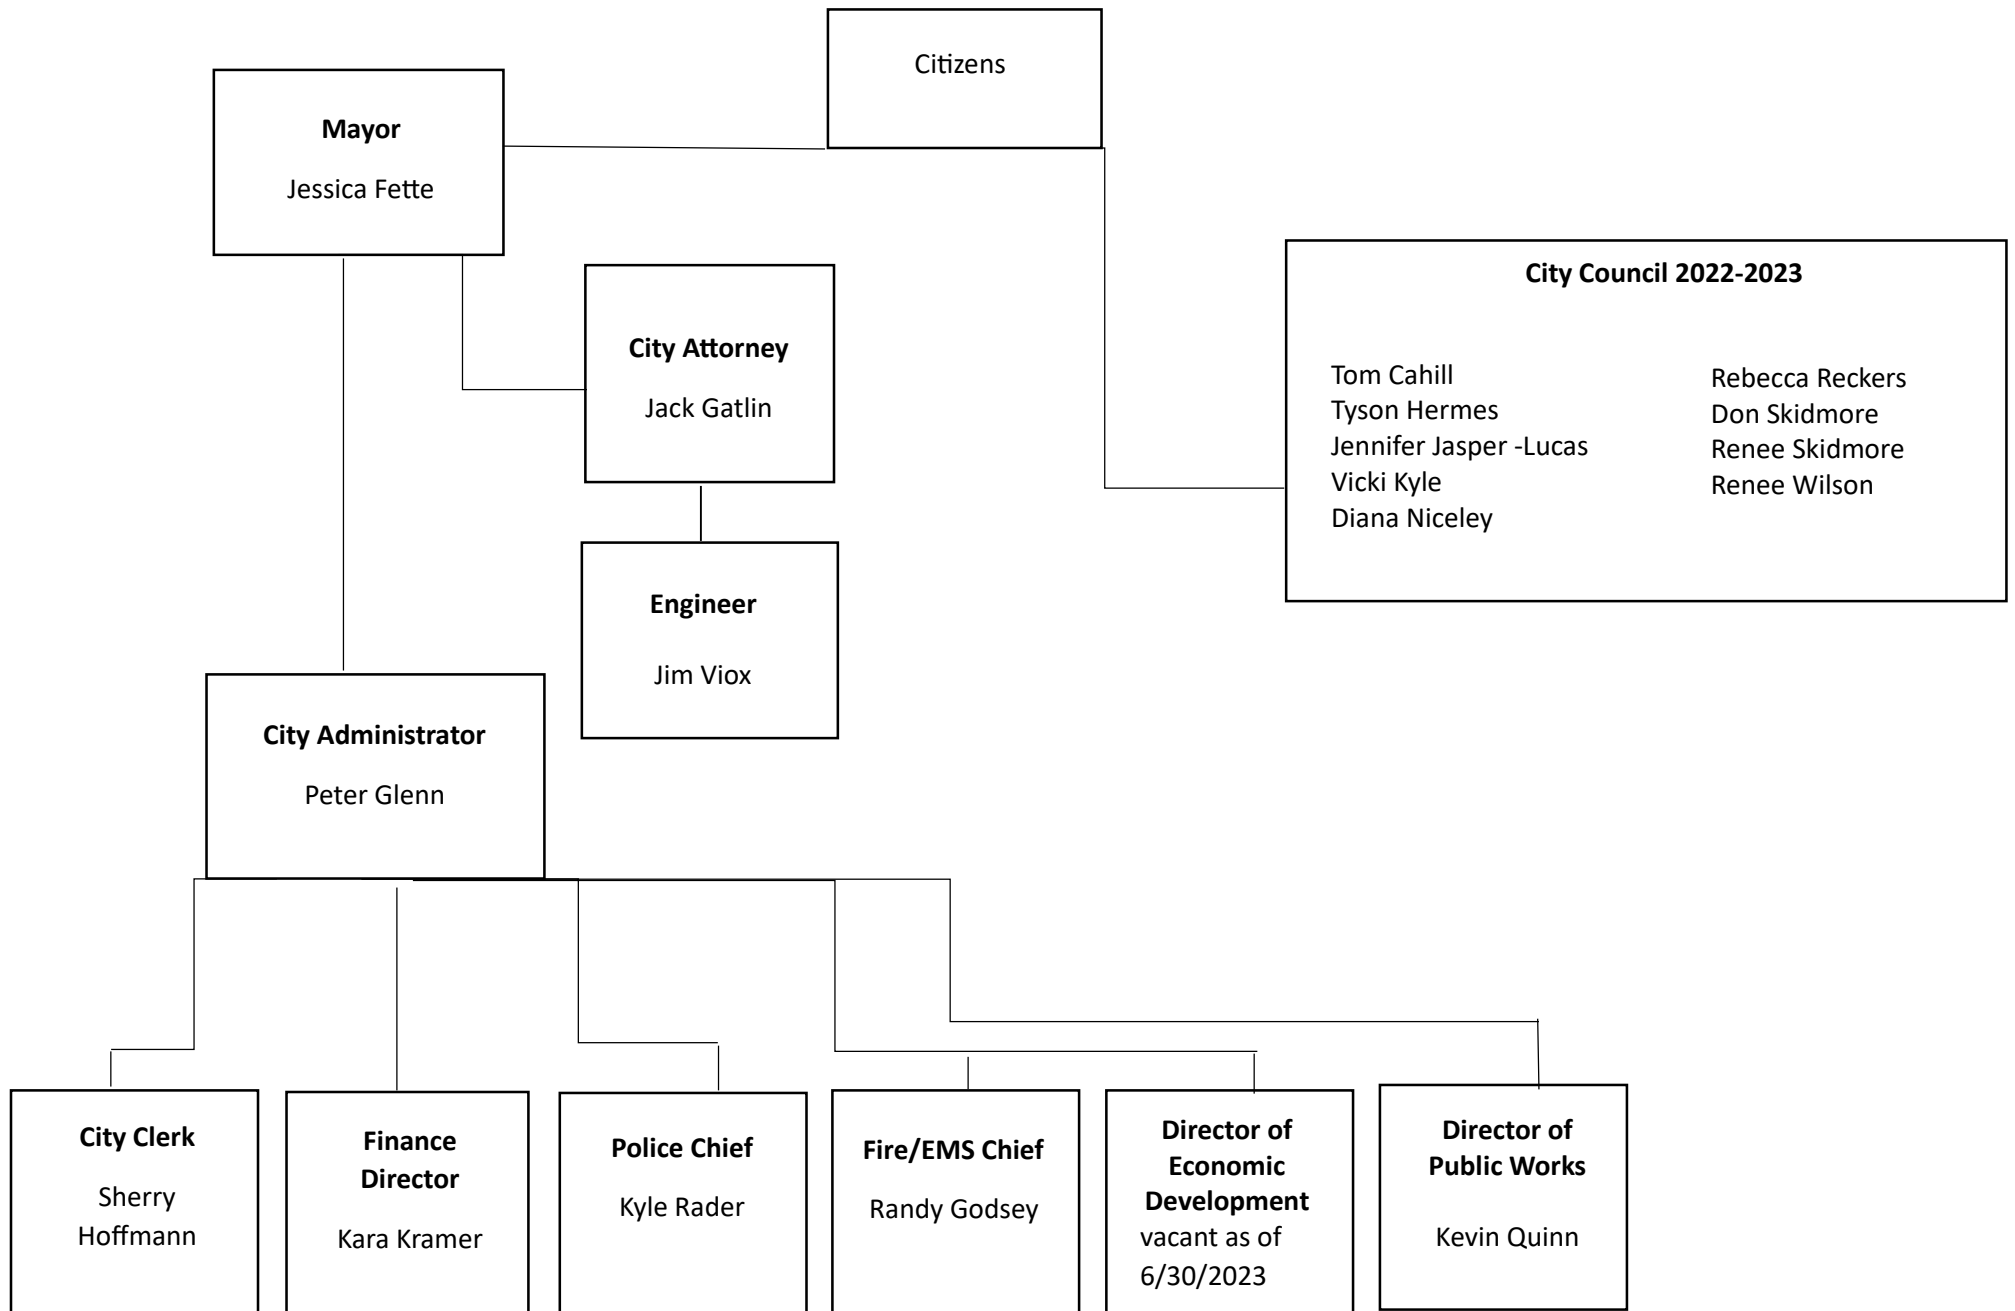 Citizens
Mayor
Jessica Fette
City Council 2022-2023
Tom Cahill
Tyson Hermes
Jennifer Jasper -Lucas
Vicki Kyle
Diana Niceley
Rebecca Reckers
Don Skidmore
Renee Skidmore
Renee Wilson
City Attorney
Jack Gatlin
Engineer
Jim Viox
City Administrator
Peter Glenn
City Clerk
Sherry
Hoffmann
Finance
Director
Kara Kramer
Police Chief
Kyle Rader
Fire/EMS Chief
Randy Godsey
Director of
Economic
Development
vacant as of
6/30/2023
Director of
Public Works
Kevin Quinn